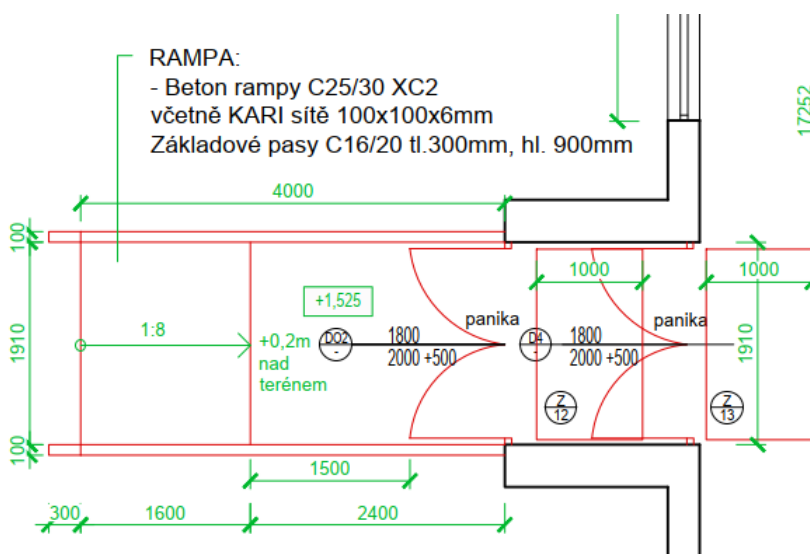 RAMPA:
- Beton rampy C25/30 XC2
včetně KARI sítě 100x100x6mm
Základové pasy C16/20 tl.300mm, hl. 900mm
17252
4000
100
1910
100
1:8
+0,2m
nad
terénem
+1,525
DO2
-
1800
2000 +500
panika
D4
-
1000
1800
2000 +500
panika
1000
1910
Z
12
Z
13
1500
300
1600
2400